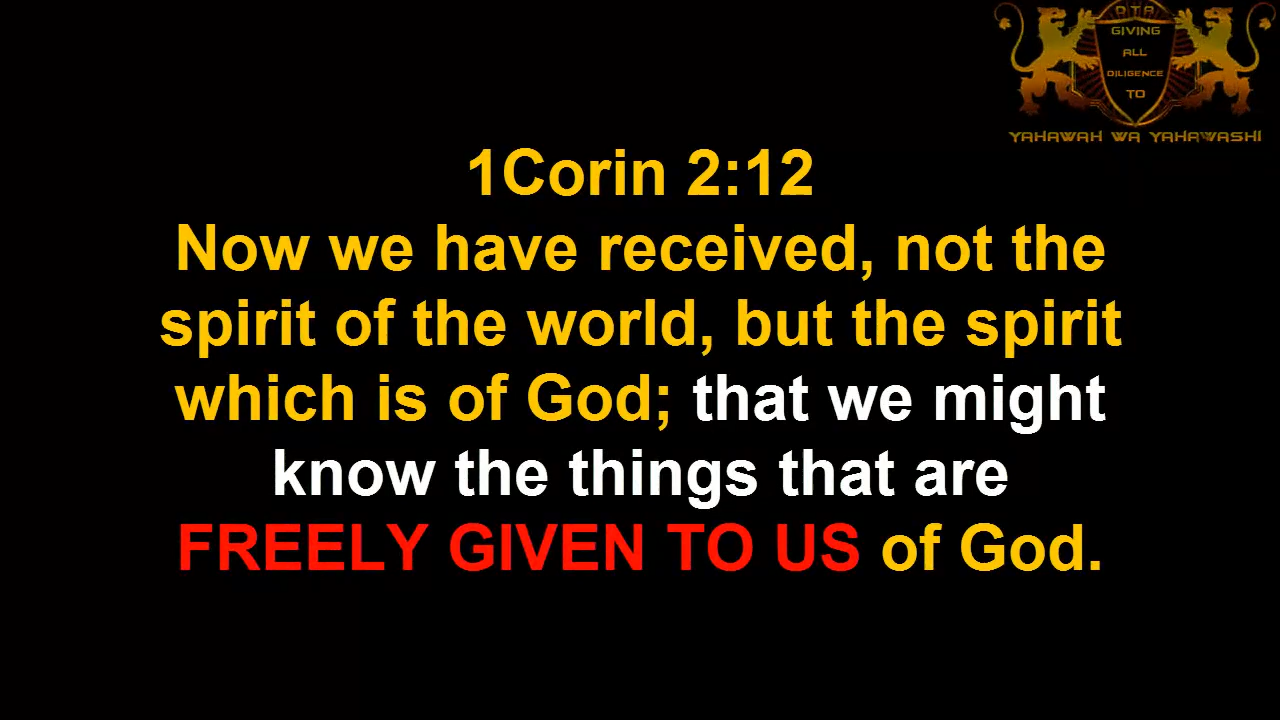 DTA
GIVING
ALL
DILIGENCE
TO
YAHAWAH WA YAHAWASHI
1Corin 2:12
Now we have received, not the
spirit of the world, but the spirit
which is of God; that we might
know the things that are
FREELY GIVEN TO US of God.